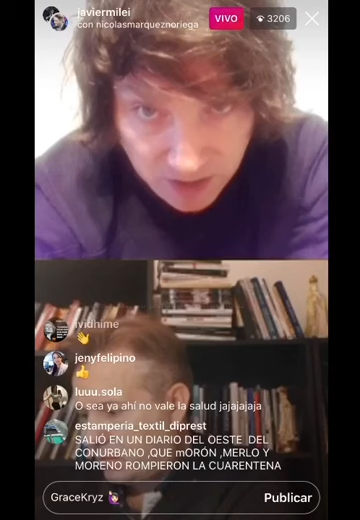 javiermilei
con nicolasmarqueznoriega
VIVO
3206
vidhime
👋
jenyfelipino
👍
luuu.sola
O sea ya ahí no vale la salud jajajajaja
estamperia_textil_diprest
SALIÓ EN UN DIARIO DEL OESTE DEL
CONURBANO ,QUE mORÓN ,MERLO Y
MORENO ROMPIERON LA CUARENTENA
GraceKryz 🙋🏻‍♀️
Publicar